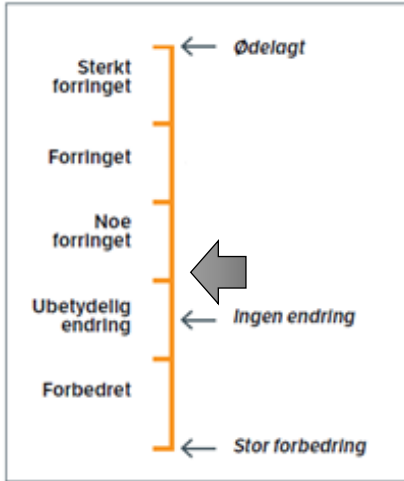 Ødelagt
Sterkt
forringet
Forringet
Noe
forringet
Ubetydelig
endring
Ingen endring
Forbedret
Stor forbedring